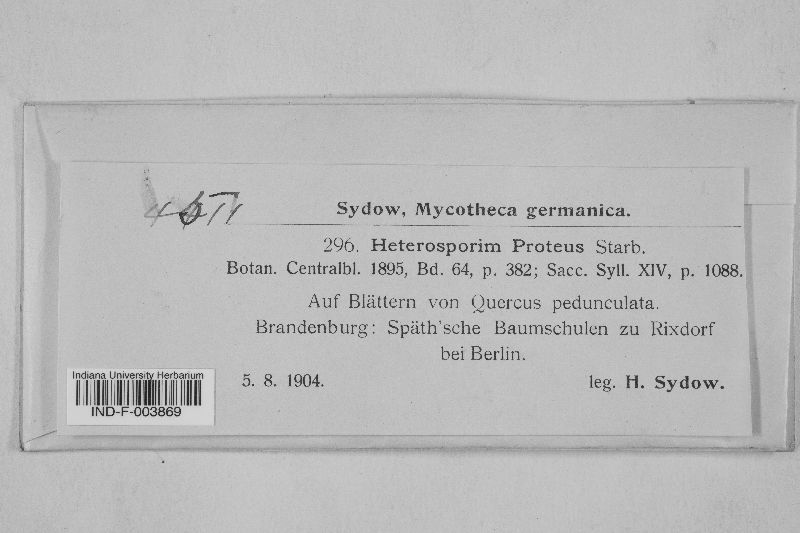 Sydow, Mycotheca germanica.
296. Heterosporim Proteus Starb.
Botan. Centralbl. 1895, Bd. 64, p. 382; Sacc. Syll. XIV, p. 1088.
Auf Blättern von Quercus pedunculata.
Brandenburg: Späth'sche Baumschulen zu Rixdorf
bei Berlin.
5. 8. 1904. leg. H. Sydow.
Indiana University Herbarium
IND-F-003869